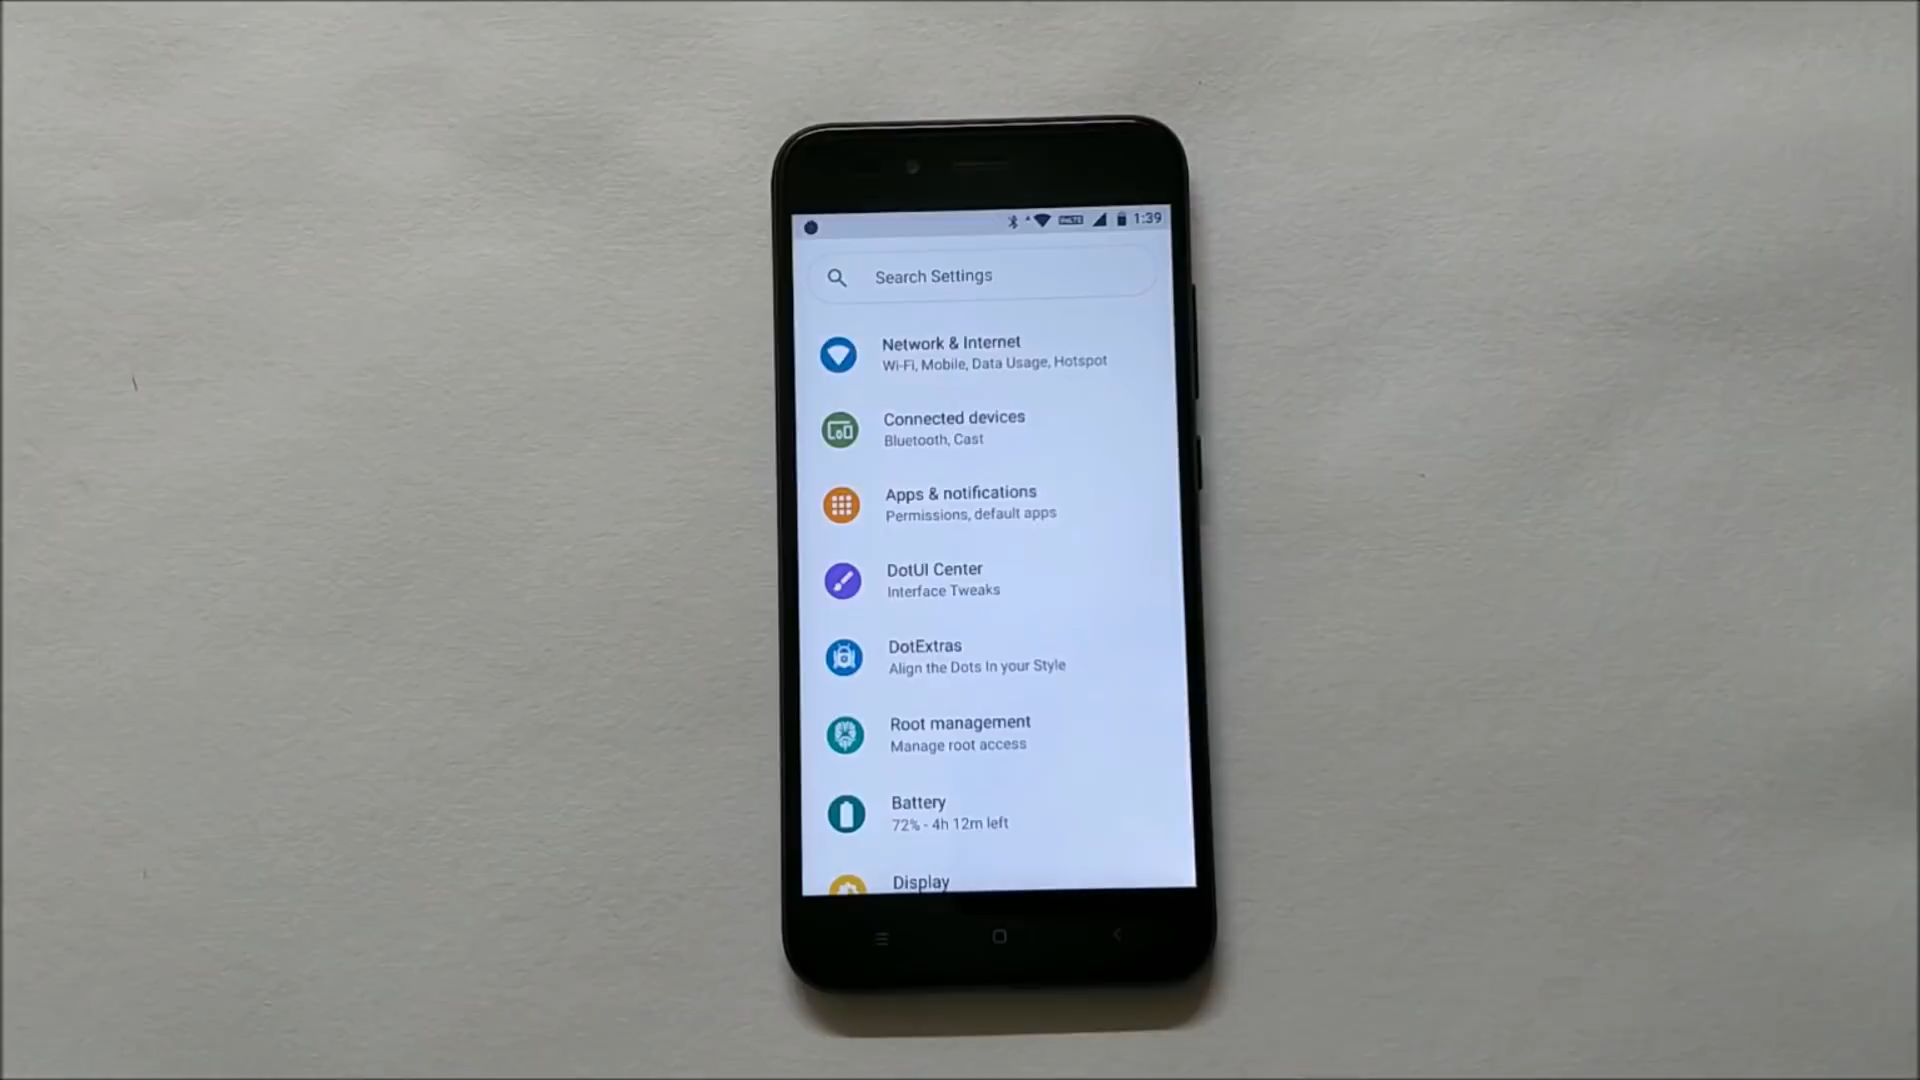 VoLTE 1:39
Search Settings
Network & Internet
Wi-Fi, Mobile, Data Usage, Hotspot
Connected devices
Bluetooth, Cast
Apps & notifications
Permissions, default apps
DotUI Center
Interface Tweaks
DotExtras
Align the Dots In your Style
Root management
Manage root access
Battery
72% - 4h 12m left
Display